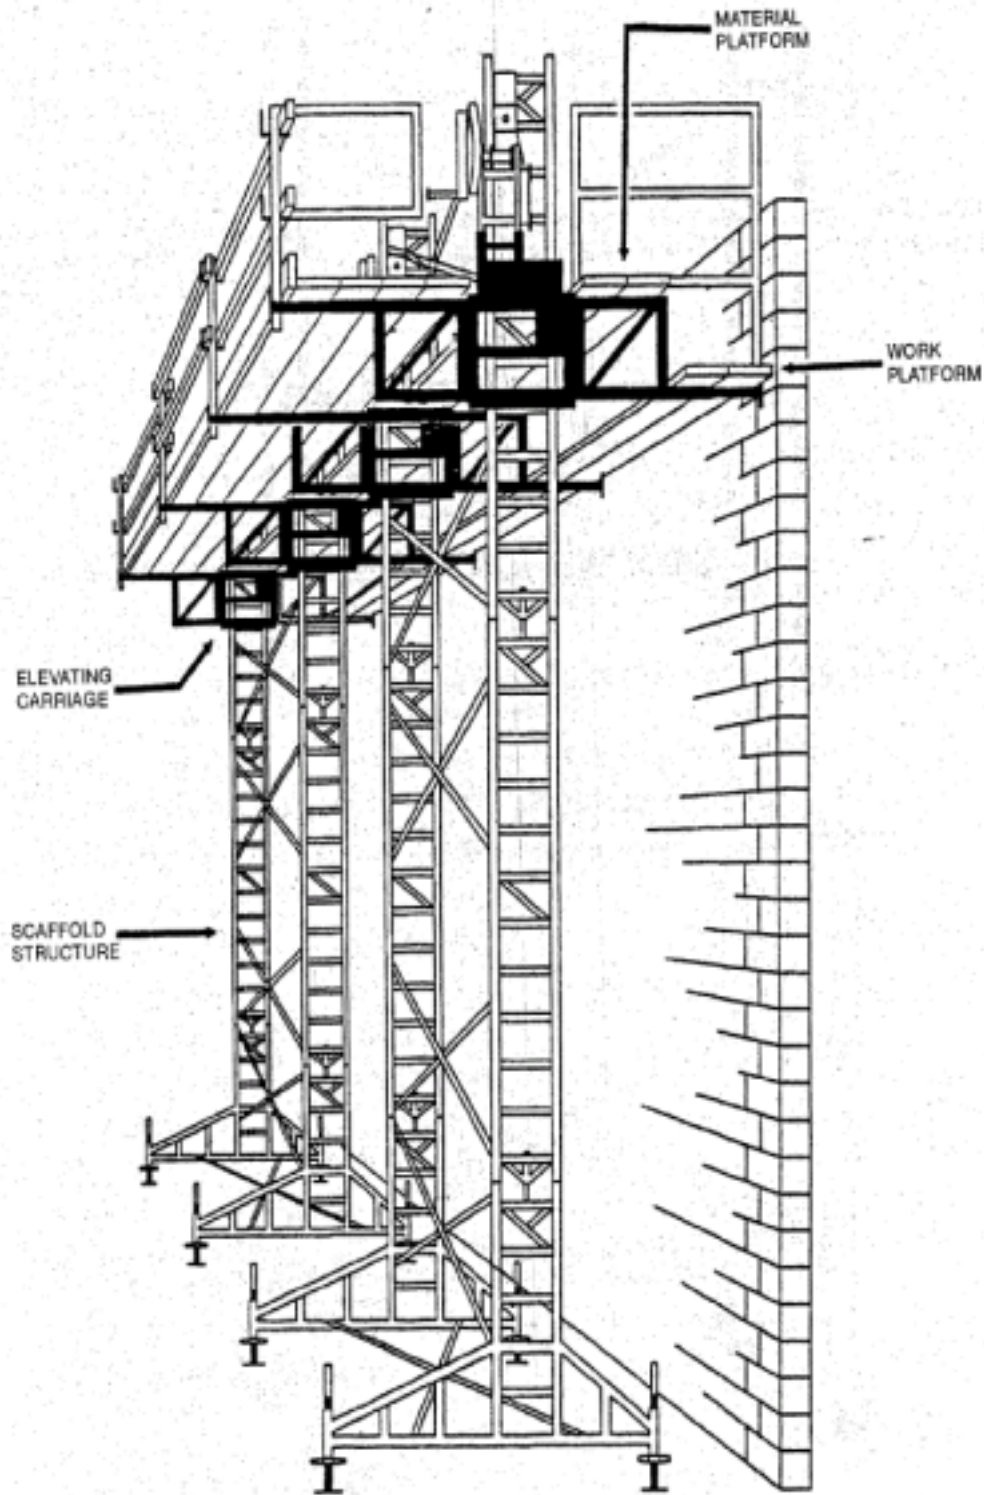 MATERIAL
PLATFORM
WORK
PLATFORM
ELEVATING
CARRIAGE
SCAFFOLD
STRUCTURE